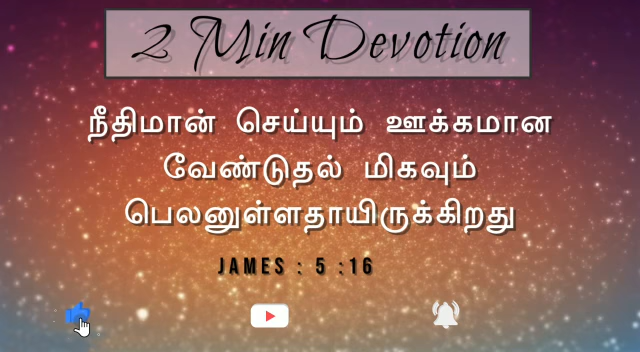 2 Min Devotion
நீதிமான் செய்யும் ஊக்கமான
வேண்டுதல் மிகவும்
பெலனுள்ளதாயிருக்கிறது
JAMES : 5 :16